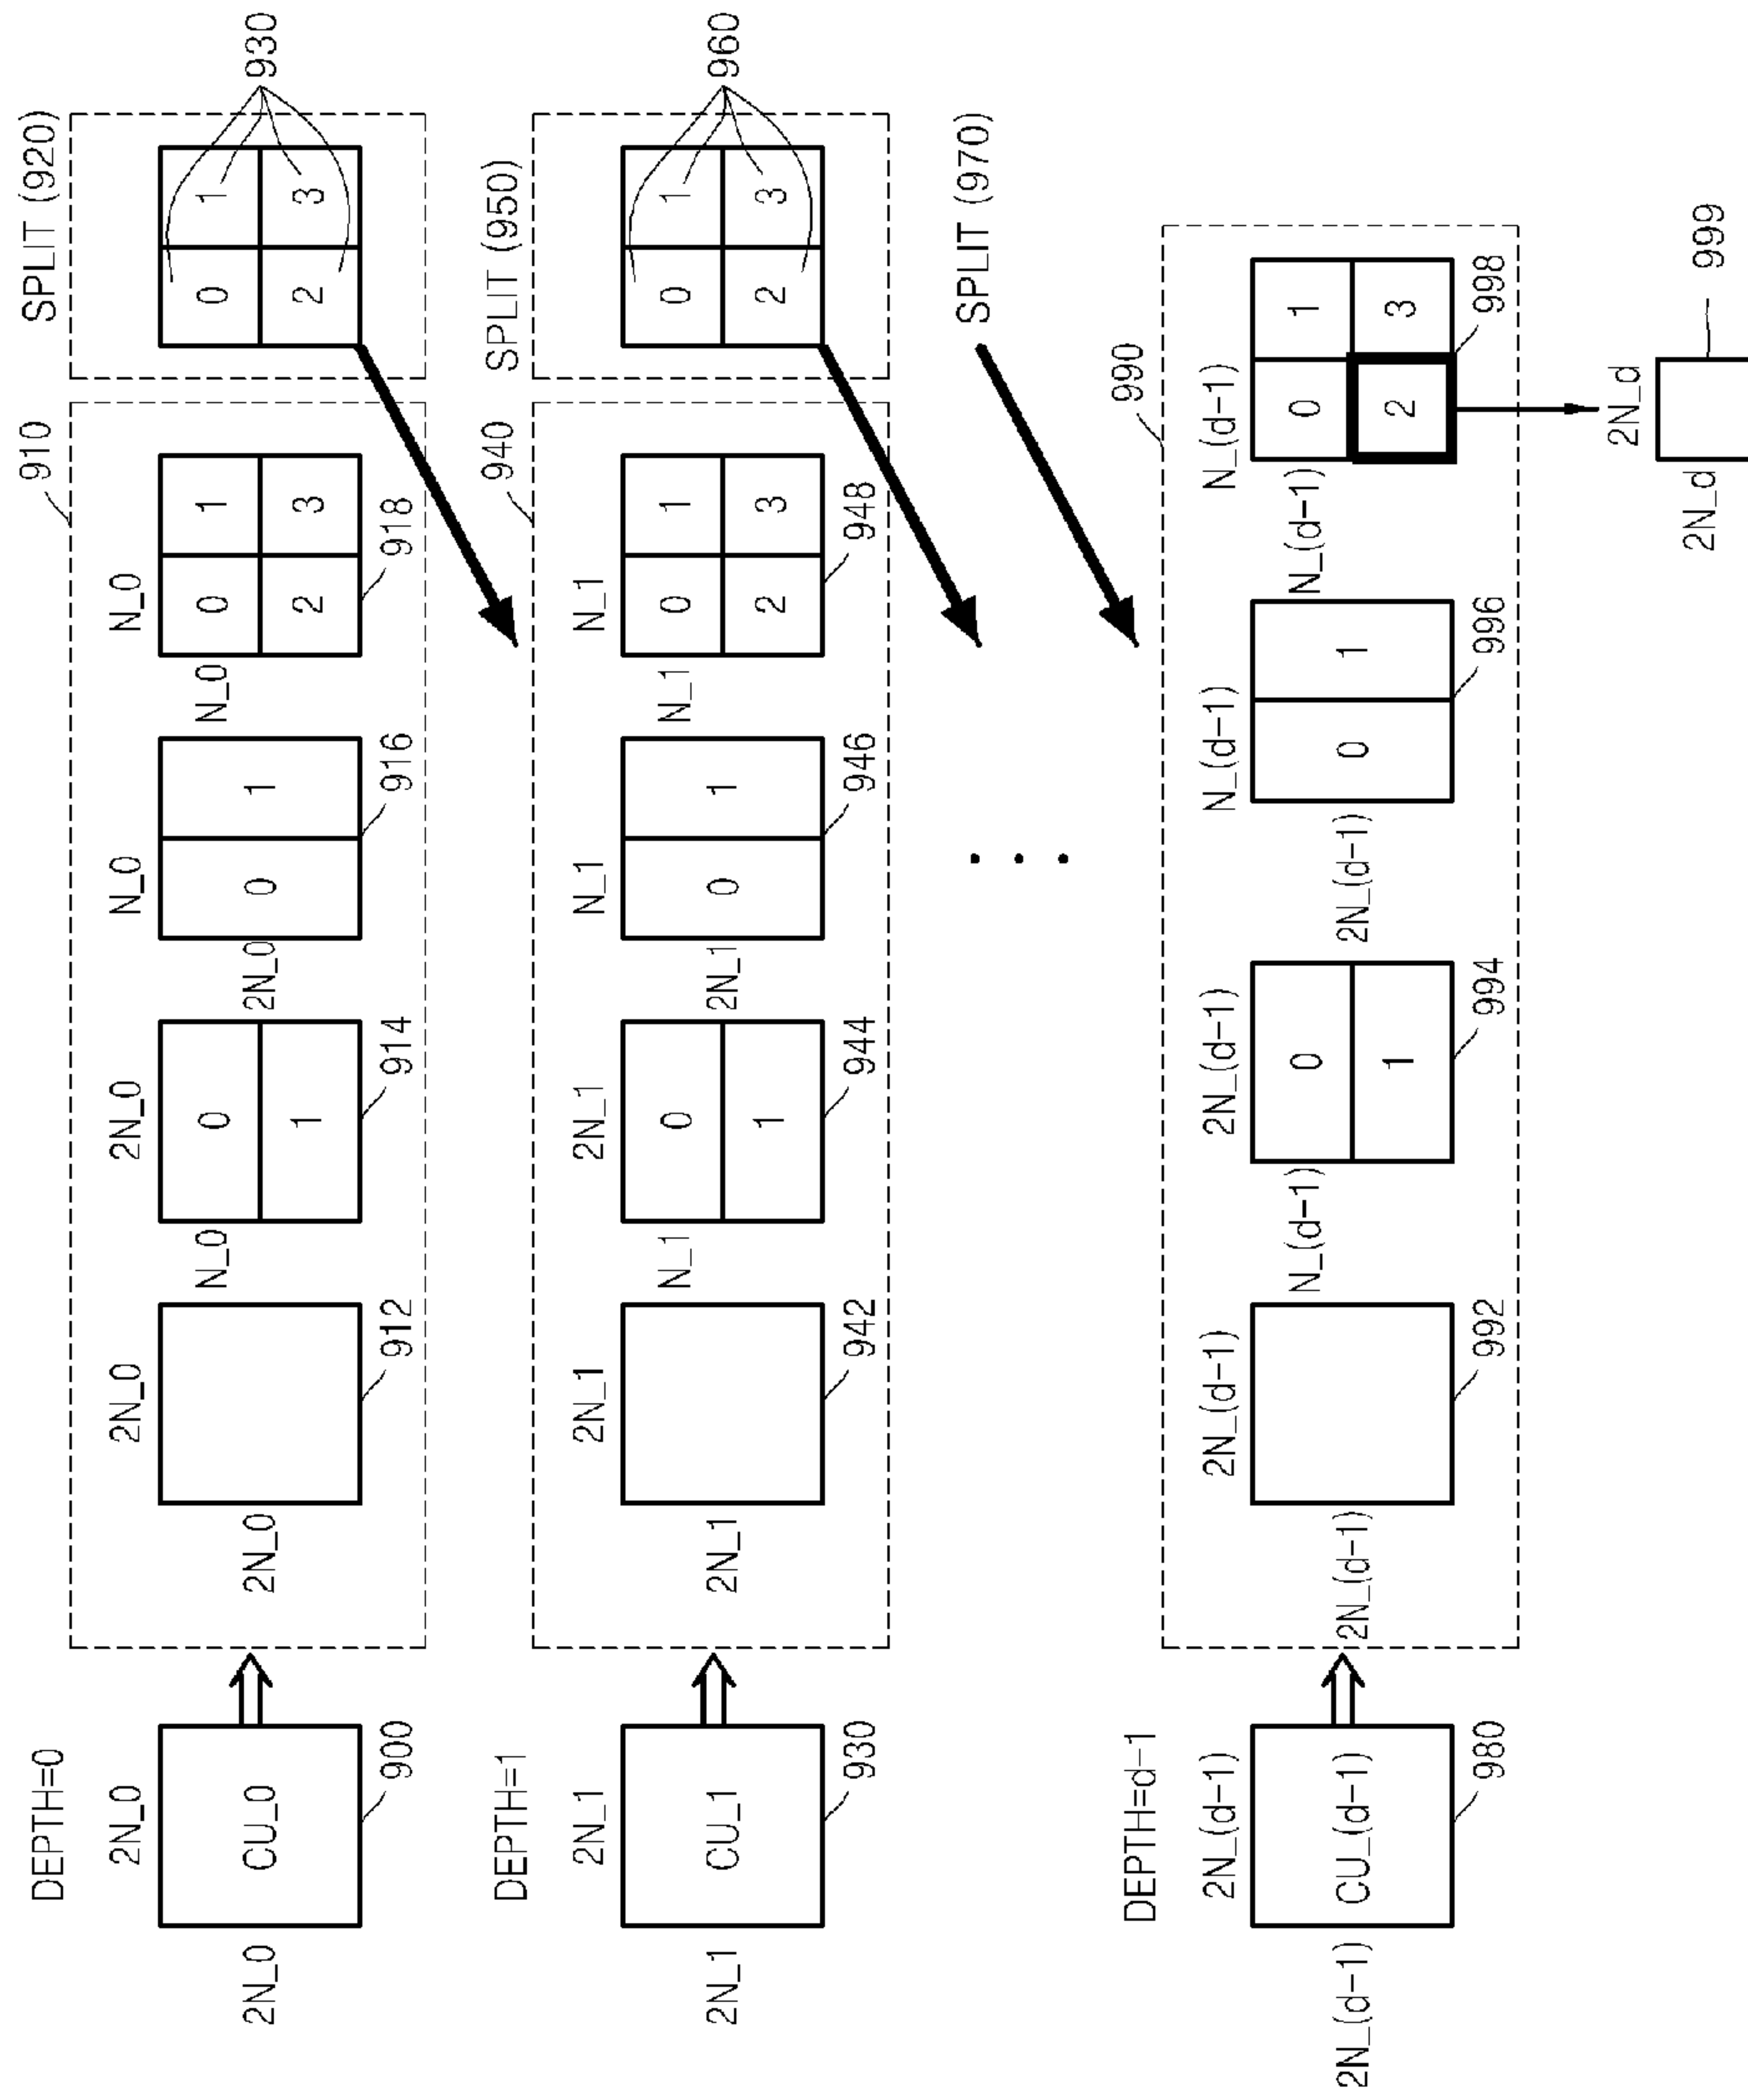 DEPTH=0
2N_0
2N_0
CU_0
900
910
2N_0
2N_0
912
2N_0
N_0
0
1
914
N_0
2N_0
0 1
916
N_0
N_0
0 1
2 3
918
SPLIT (920)
0 1
2 3
930
DEPTH=1
2N_1
2N_1
CU_1
930
940
2N_1
2N_1
942
2N_1
N_1
0
1
944
N_1
2N_1
0 1
946
N_1
N_1
0 1
2 3
948
SPLIT (950)
0 1
2 3
960
SPLIT (970)
DEPTH=d-1
2N_(d-1)
2N_(d-1)
CU_(d-1)
980
990
2N_(d-1)
2N_(d-1)
992
2N_(d-1)
N_(d-1)
0
1
994
N_(d-1)
2N_(d-1)
0 1
996
N_(d-1)
N_(d-1)
0 1
2 3
998
2N_d
2N_d
999